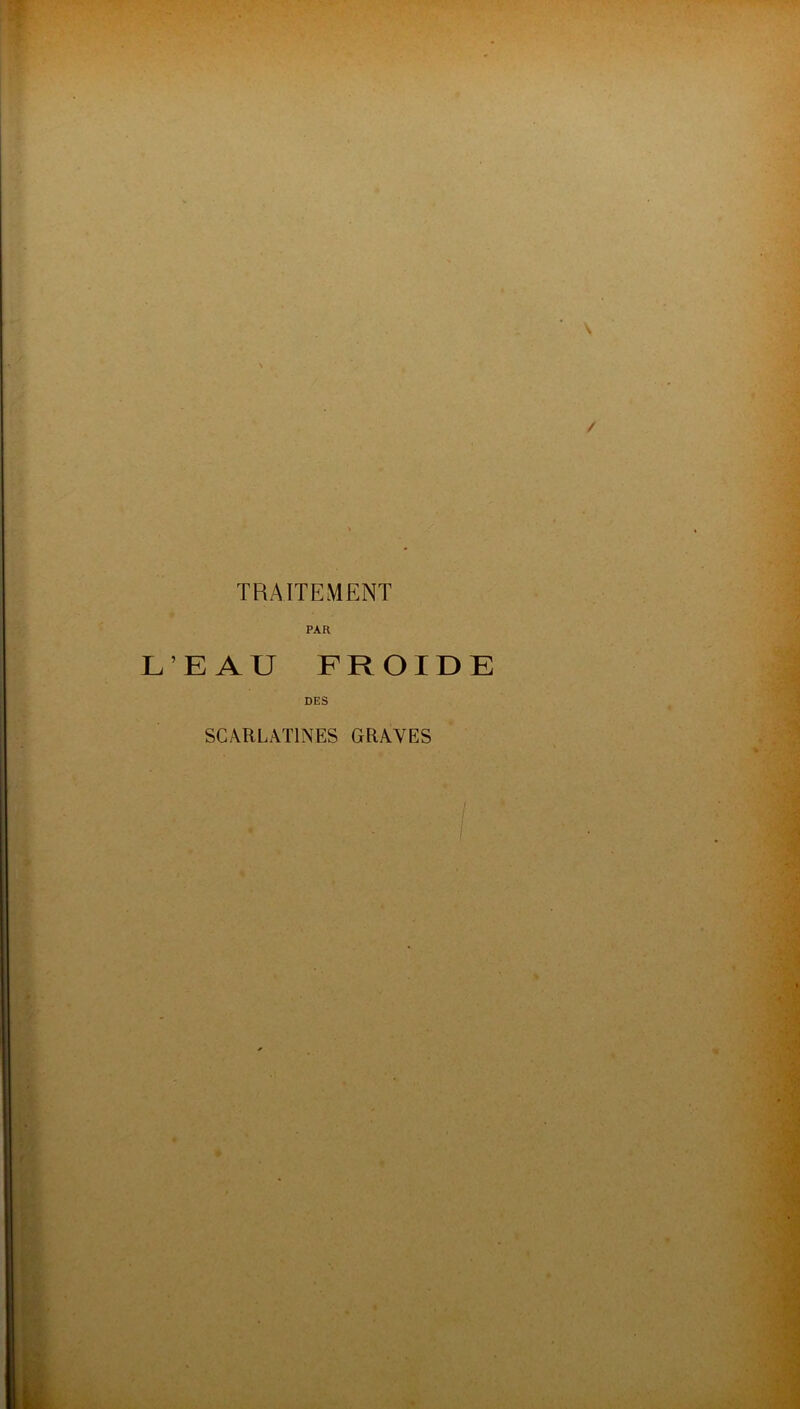 TRAITEMENT
PAR
L’EAU FROIDE
DES
SCARLATINES GRAVES